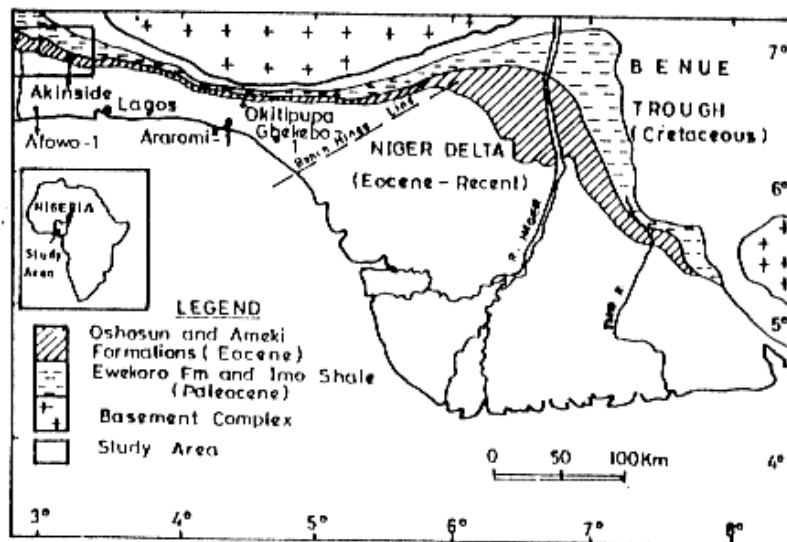 7°
BENUE
TROUGH
(Cretaceous)
Akinside
Lagos
Okitipupa
Araromi-1
Gbekebo
1
Afowo-1
Benin Hinge Line
NIGER DELTA
(Eocene-Recent)
6°
NIGERIA
Study
Area
R. NIGER
LEGEND
Oshosun and Ameki
Formations (Eocene)
Ewekoro Fm and Imo Shale
(Paleocene)
Basement Complex
Study Area
5°
0 50 100Km
4°
3° 4° 5° 6° 7° 8°